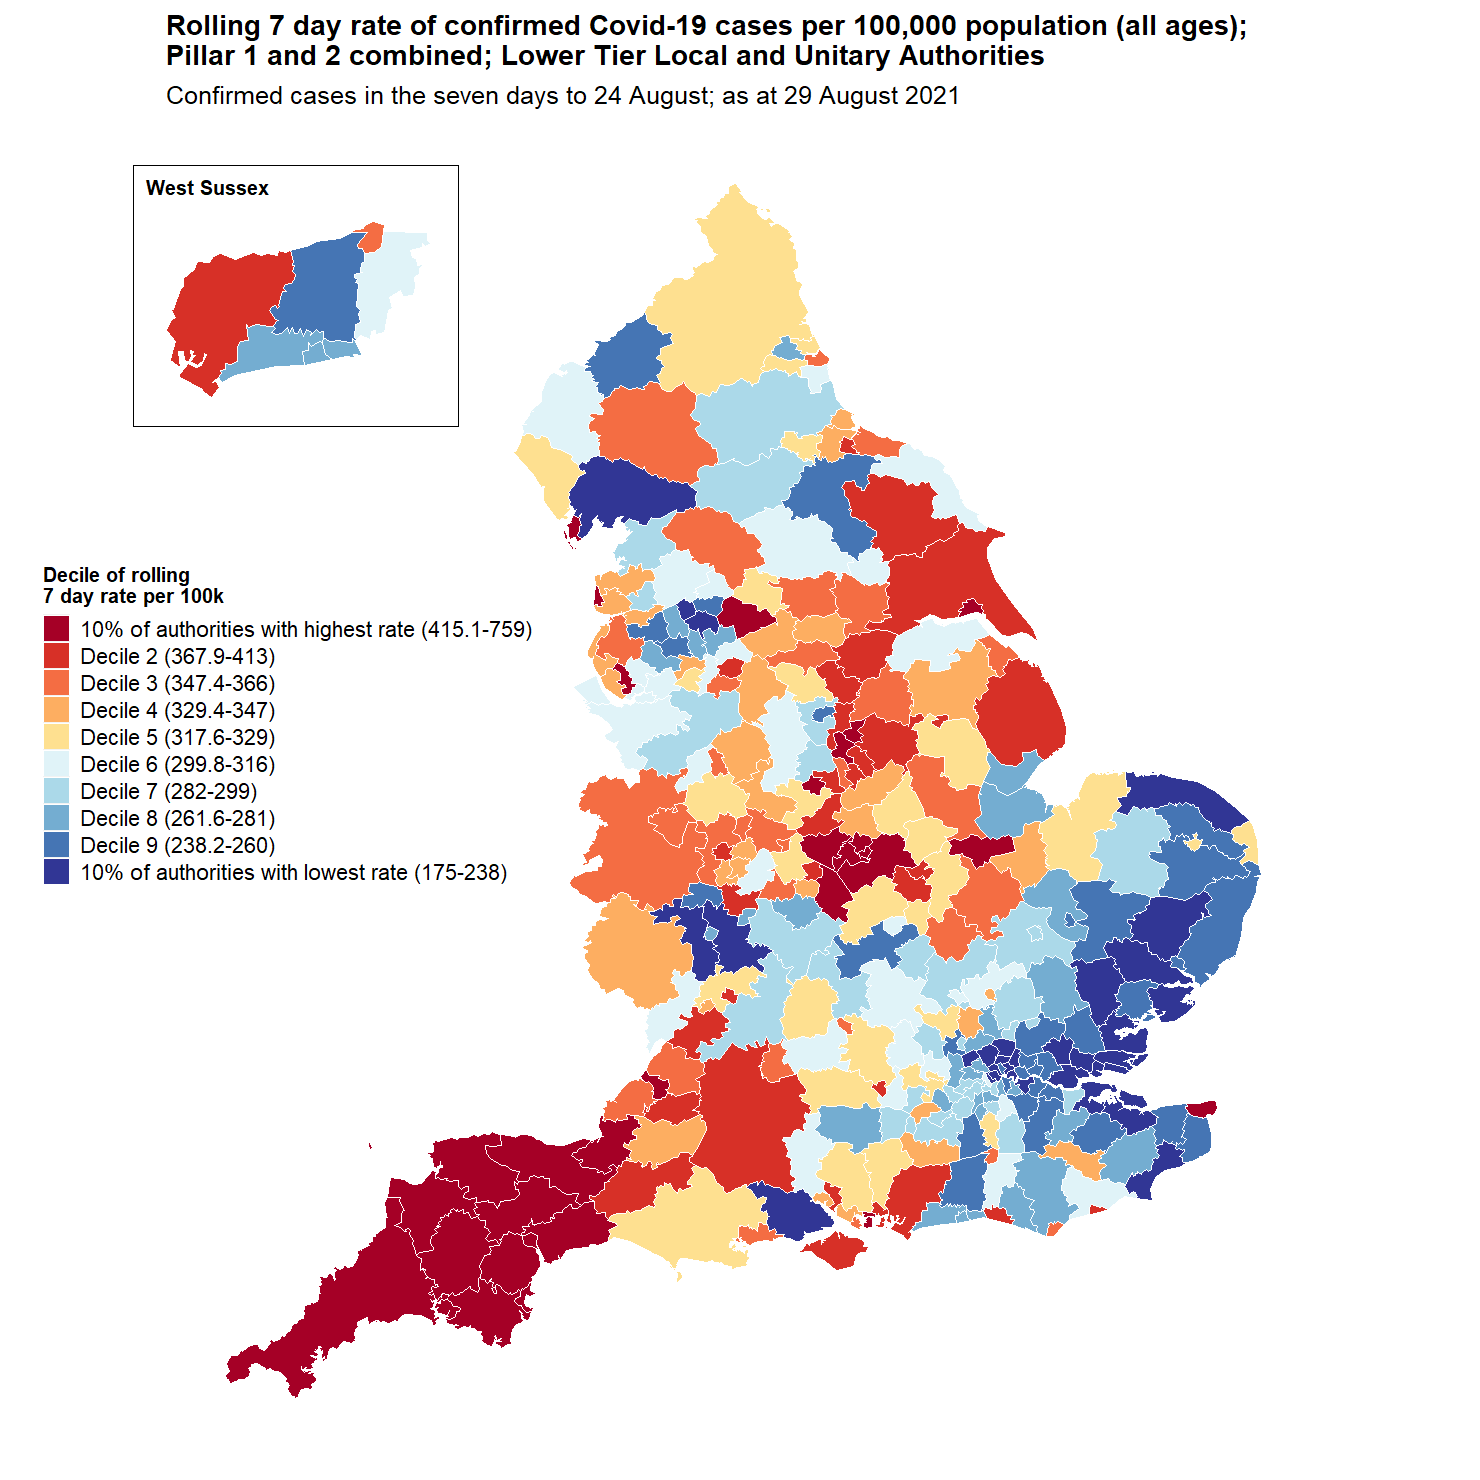 Rolling 7 day rate of confirmed Covid-19 cases per 100,000 population (all ages);
Pillar 1 and 2 combined; Lower Tier Local and Unitary Authorities
Confirmed cases in the seven days to 24 August; as at 29 August 2021
West Sussex
Decile of rolling
7 day rate per 100k
10% of authorities with highest rate (415.1-759)
Decile 2 (367.9-413)
Decile 3 (347.4-366)
Decile 4 (329.4-347)
Decile 5 (317.6-329)
Decile 6 (299.8-316)
Decile 7 (282-299)
Decile 8 (261.6-281)
Decile 9 (238.2-260)
10% of authorities with lowest rate (175-238)